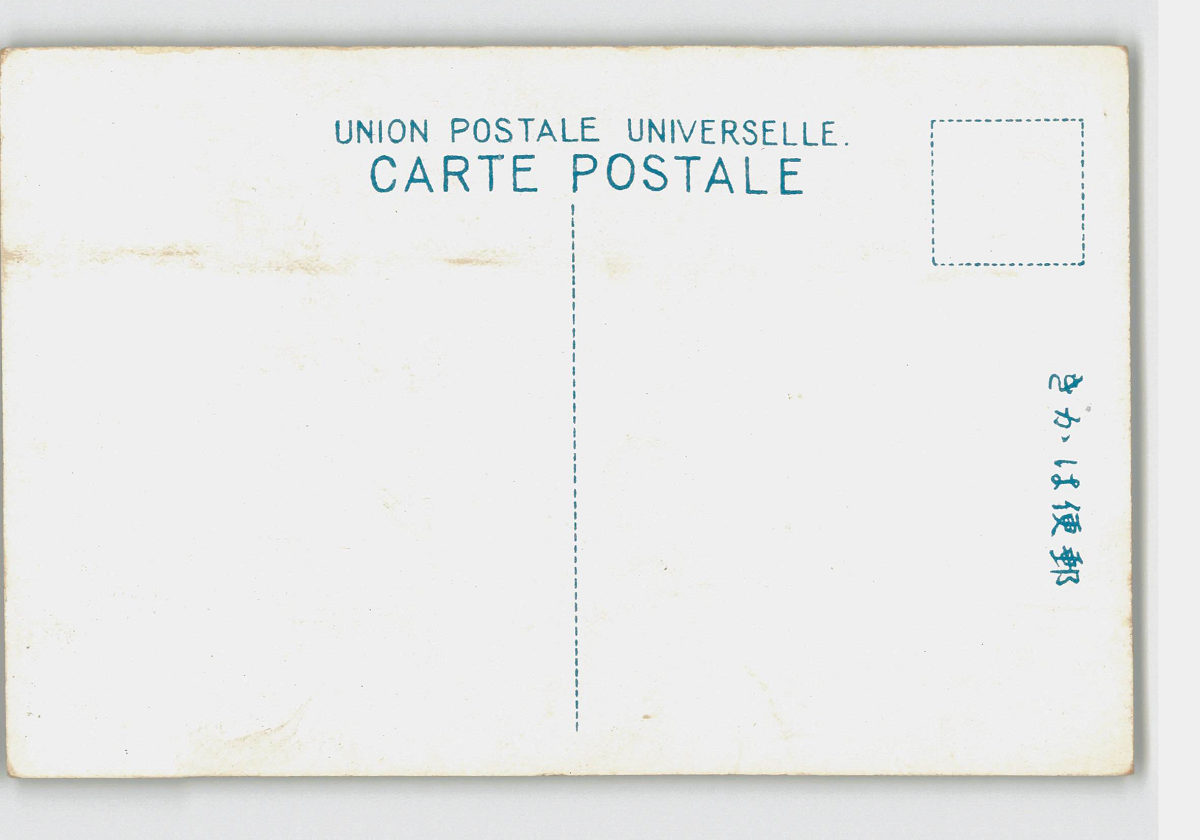 UNION POSTALE UNIVERSELLE.
CARTE POSTALE
きかは便郵